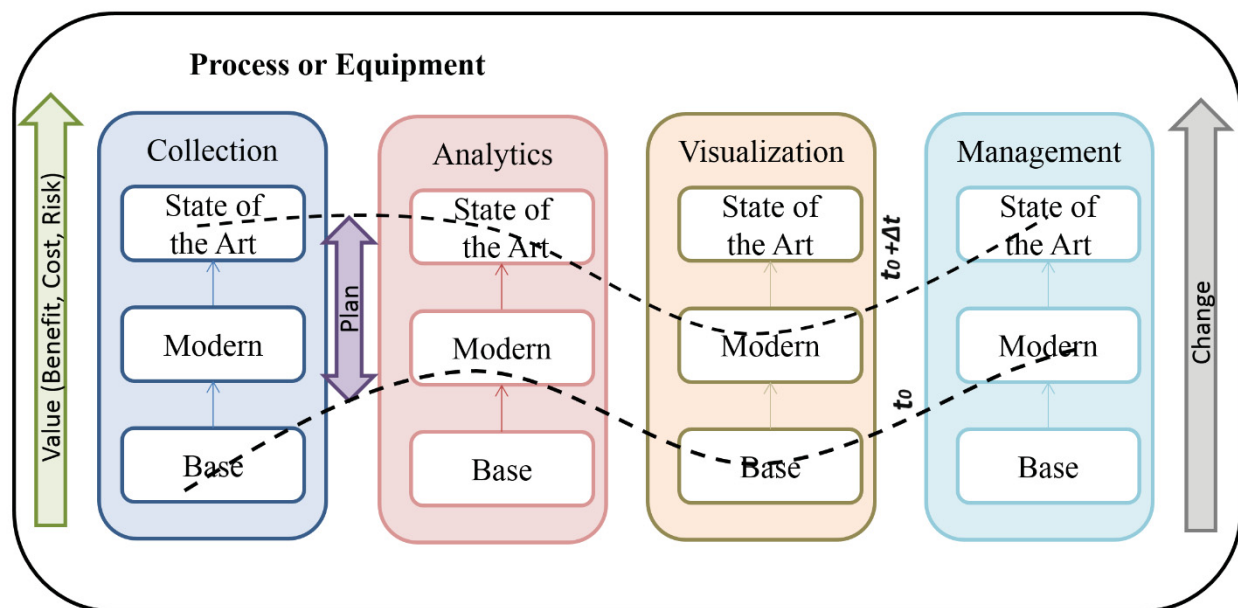 Process or Equipment
Value (Benefit, Cost, Risk)
Collection
State of
the Art
Modern
Base
Plan
Analytics
State of
the Art
Modern
Base
Visualization
State of
the Art
Modern
Base
t₀+Δt
t₀
Management
State of
the Art
Modern
Base
Change